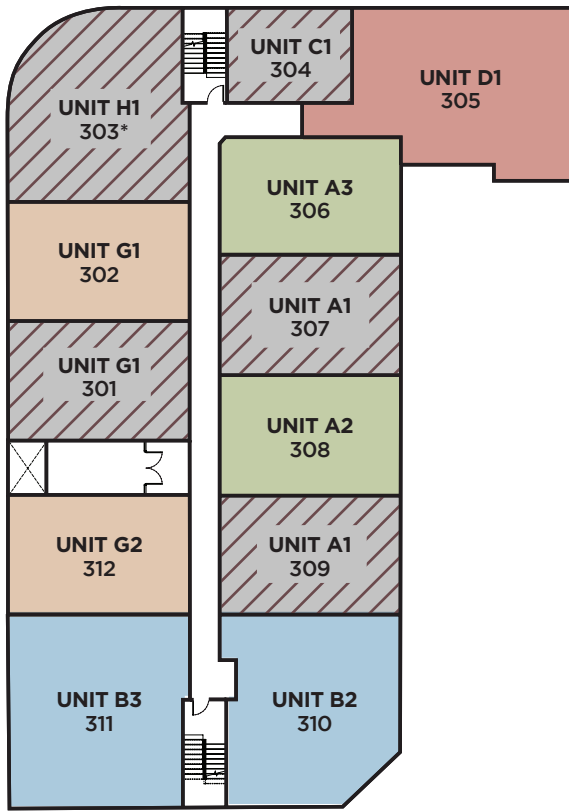 UNIT C1
304
UNIT D1
305
UNIT H1
303*
UNIT A3
306
UNIT G1
302
UNIT A1
307
UNIT G1
301
UNIT A2
308
UNIT G2
312
UNIT A1
309
UNIT B3
311
UNIT B2
310